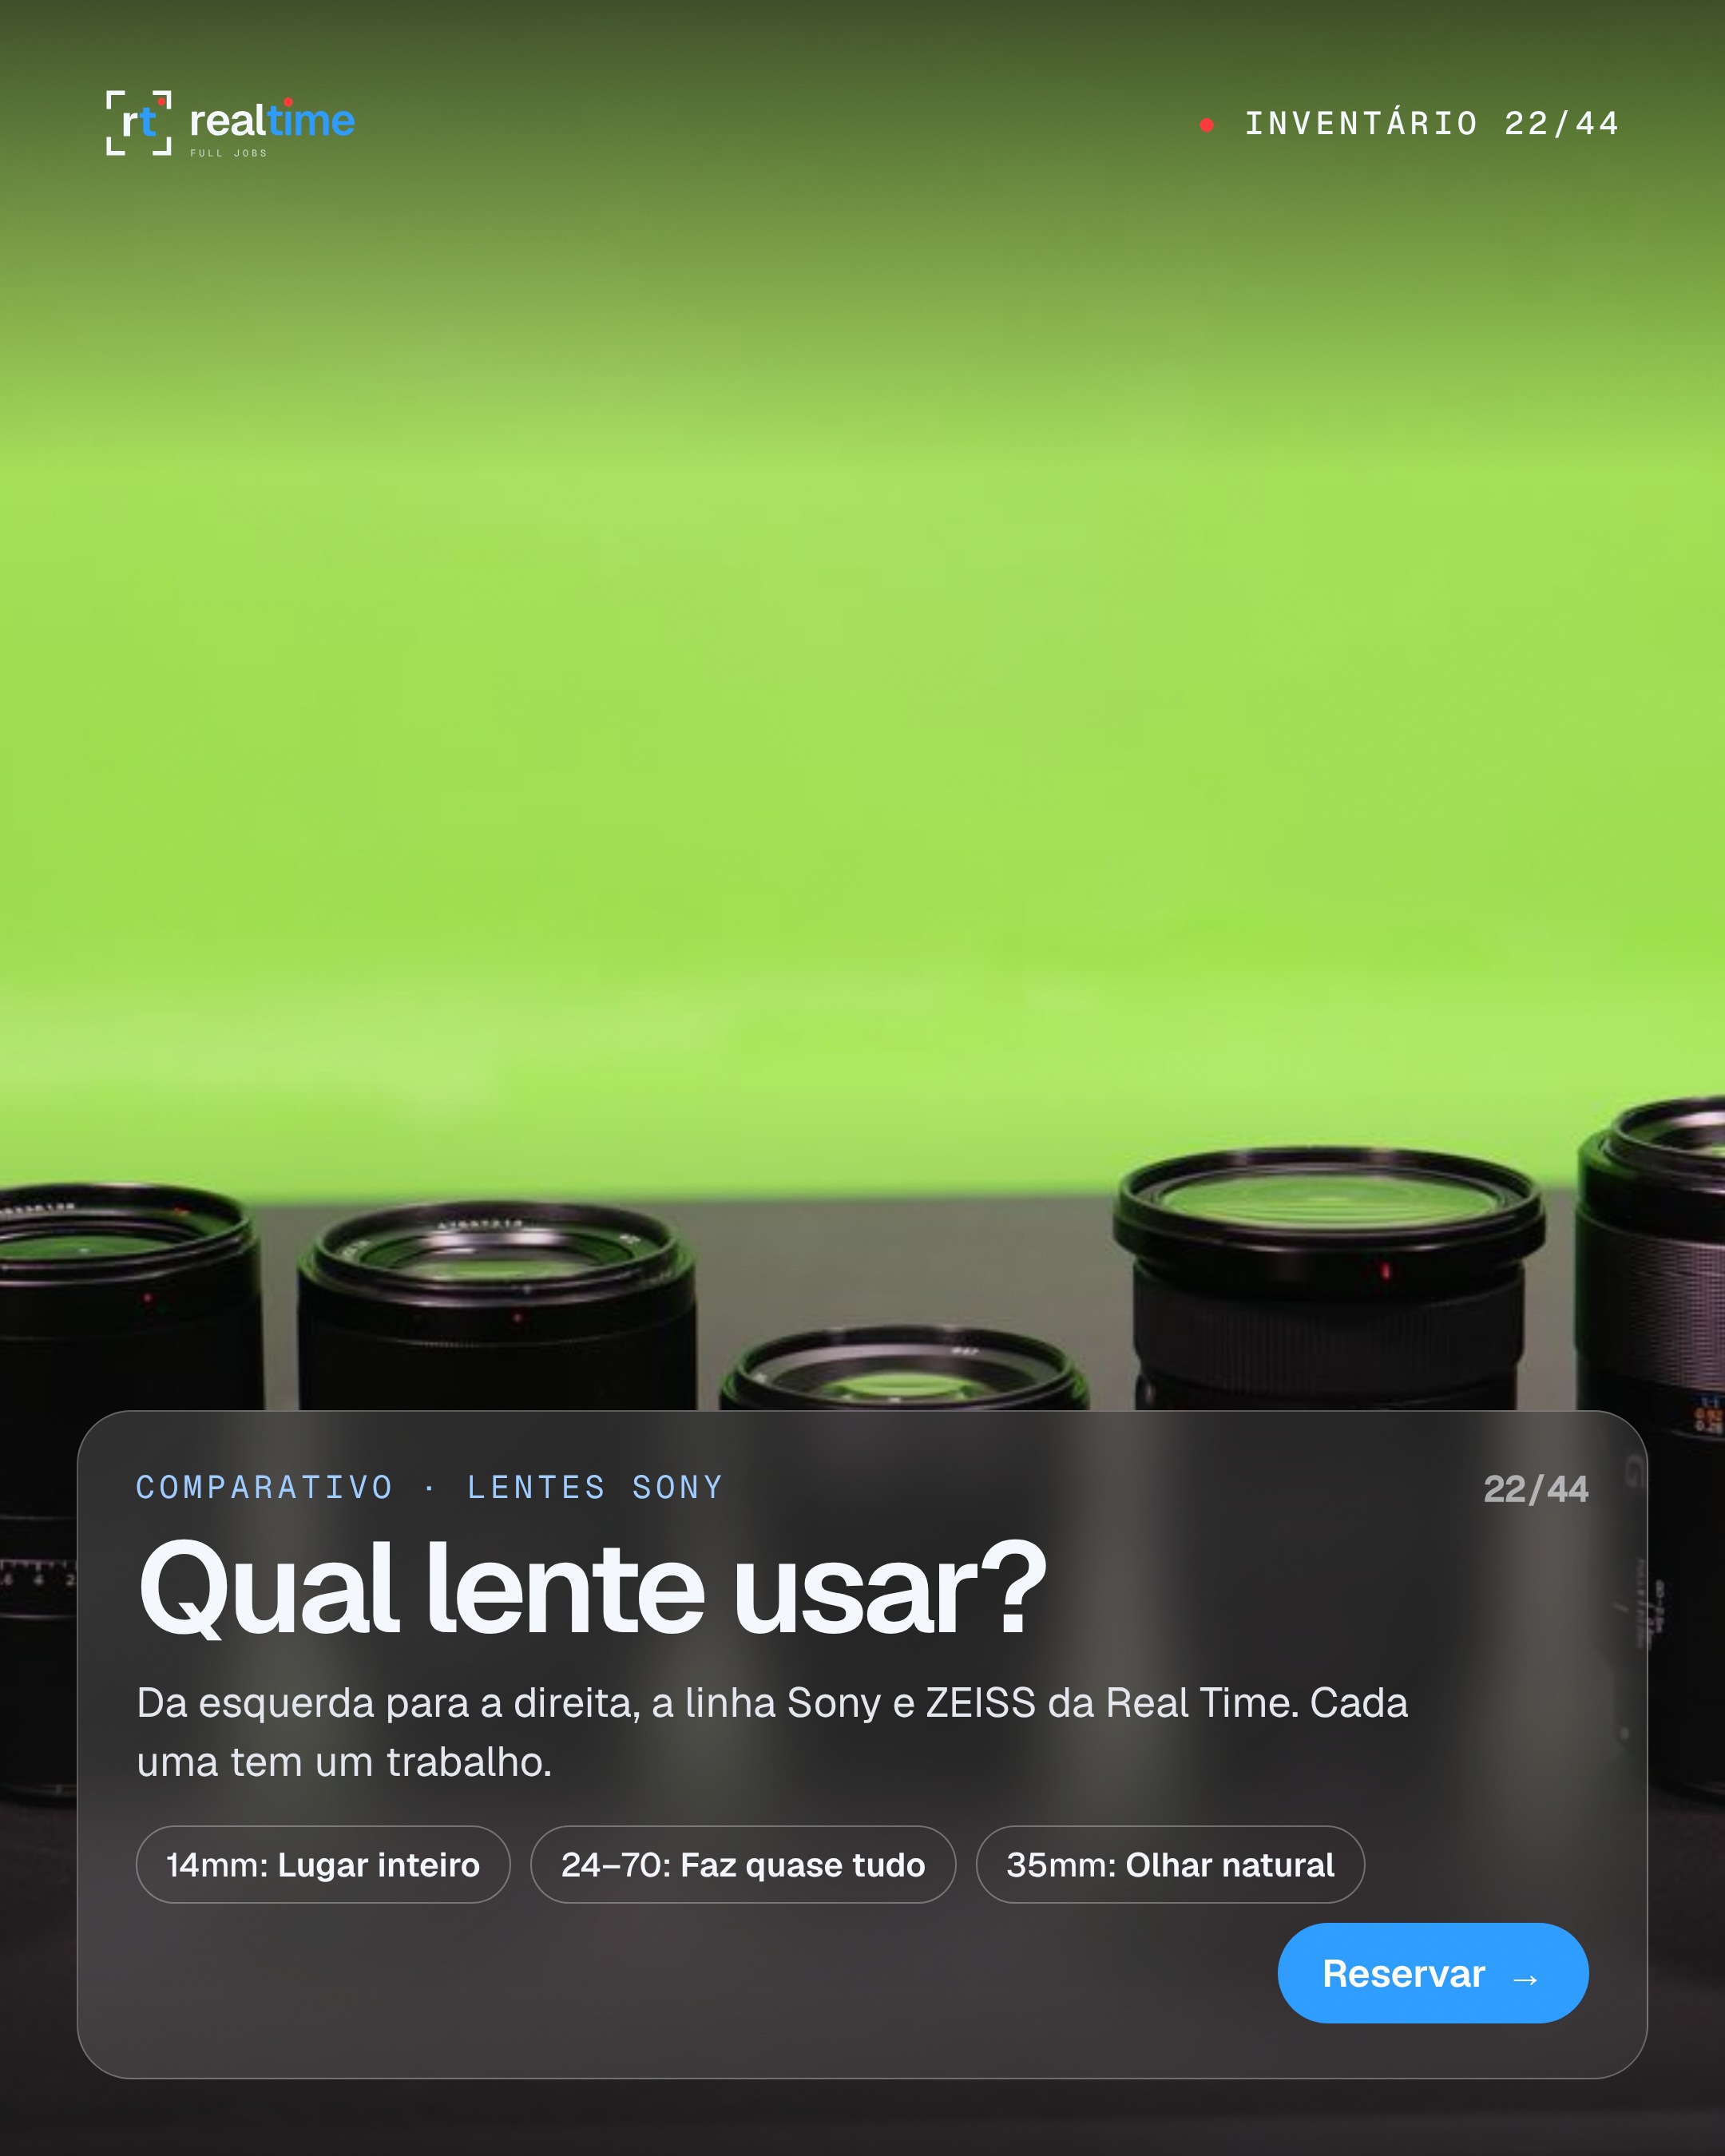 rt realtime
FULL JOBS
INVENTÁRIO 22/44
COMPARATIVO · LENTES SONY
22/44
Qual lente usar?
Da esquerda para a direita, a linha Sony e ZEISS da Real Time. Cada
uma tem um trabalho.
14mm: Lugar inteiro
24–70: Faz quase tudo
35mm: Olhar natural
Reservar →